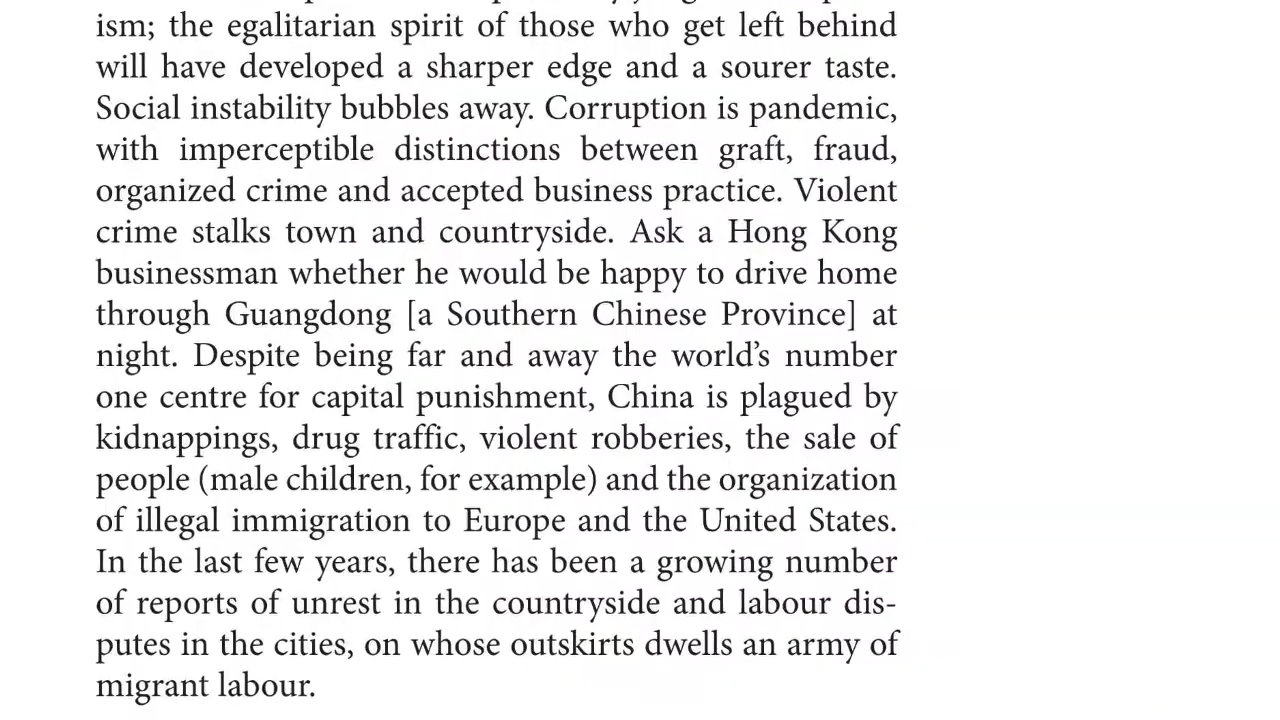 ism; the egalitarian spirit of those who get left behind
will have developed a sharper edge and a sourer taste.
Social instability bubbles away. Corruption is pandemic,
with imperceptible distinctions between graft, fraud,
organized crime and accepted business practice. Violent
crime stalks town and countryside. Ask a Hong Kong
businessman whether he would be happy to drive home
through Guangdong [a Southern Chinese Province] at
night. Despite being far and away the world’s number
one centre for capital punishment, China is plagued by
kidnappings, drug traffic, violent robberies, the sale of
people (male children, for example) and the organization
of illegal immigration to Europe and the United States.
In the last few years, there has been a growing number
of reports of unrest in the countryside and labour dis-
putes in the cities, on whose outskirts dwells an army of
migrant labour.